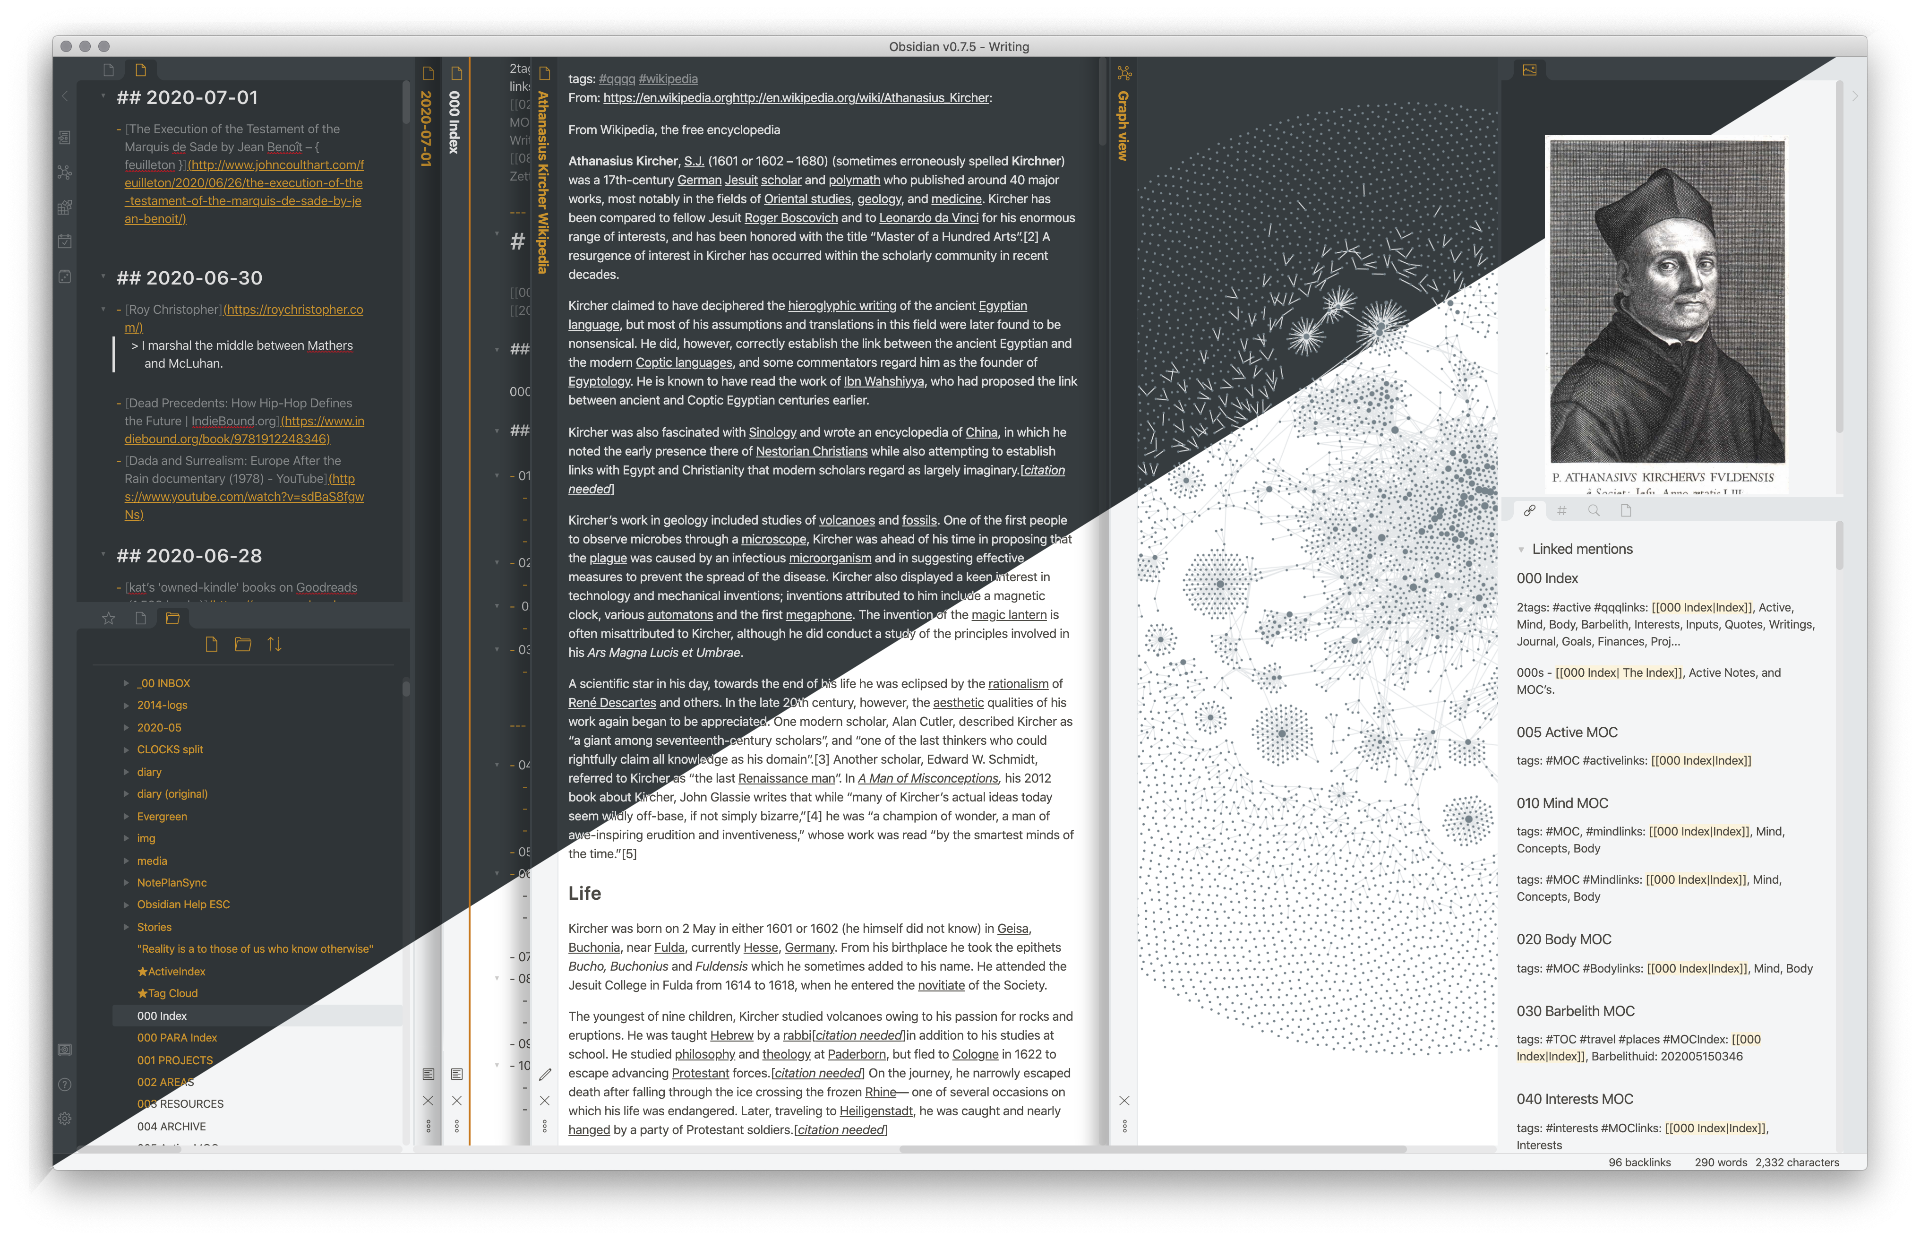 Obsidian v0.7.5 - Writing
## 2020-07-01
- [The Execution of the Testament of the
Marquis de Sade by Jean Benoît – {
feuilleton }](http://www.johncoulthart.com/f
euilleton/2020/06/26/the-execution-of-the
-testament-of-the-marquis-de-sade-by-je
an-benoit/)
## 2020-06-30
- [Roy Christopher](https://roychristopher.co
m/)
> I marshal the middle between Mathers
and McLuhan.
- [Dead Precedents: How Hip-Hop Defines
the Future | IndieBound.org](https://www.in
diebound.org/book/9781912248346)
- [Dada and Surrealism: Europe After the
Rain documentary (1978) - YouTube](http
s://www.youtube.com/watch?v=sdBaS8fgw
Ns)
## 2020-06-28
- [kat's 'owned-kindle' books on Goodreads
_00 INBOX
2014-logs
2020-05
CLOCKS split
diary
diary (original)
Evergreen
img
media
NotePlanSync
Obsidian Help ESC
Stories
"Reality is a to those of us who know otherwise"
★ActiveIndex
★Tag Cloud
000 Index
000 PARA Index
001 PROJECTS
002 AREAS
003 RESOURCES
004 ARCHIVE
2020-07-01
000 Index
2tag
links
[[02
MO
Writ
[[08
Zett
---
#
[[00
[[20
##
000
##
- 01
-
- 02
- 0
- 03
---
- 04
- 05
- 06
- 07
- 08
- 09
- 10
Athanasius Kircher Wikipedia
tags: #qqqq #wikipedia
From: https://en.wikipedia.orghttp://en.wikipedia.org/wiki/Athanasius_Kircher:
From Wikipedia, the free encyclopedia
Athanasius Kircher, S.J. (1601 or 1602 – 1680) (sometimes erroneously spelled Kirchner)
was a 17th-century German Jesuit scholar and polymath who published around 40 major
works, most notably in the fields of Oriental studies, geology, and medicine. Kircher has
been compared to fellow Jesuit Roger Boscovich and to Leonardo da Vinci for his enormous
range of interests, and has been honored with the title “Master of a Hundred Arts”.[2] A
resurgence of interest in Kircher has occurred within the scholarly community in recent
decades.
Kircher claimed to have deciphered the hieroglyphic writing of the ancient Egyptian
language, but most of his assumptions and translations in this field were later found to be
nonsensical. He did, however, correctly establish the link between the ancient Egyptian and
the modern Coptic languages, and some commentators regard him as the founder of
Egyptology. He is known to have read the work of Ibn Wahshiyya, who had proposed the link
between ancient and Coptic Egyptian centuries earlier.
Kircher was also fascinated with Sinology and wrote an encyclopedia of China, in which he
noted the early presence there of Nestorian Christians while also attempting to establish
links with Egypt and Christianity that modern scholars regard as largely imaginary.[citation
needed]
Kircher’s work in geology included studies of volcanoes and fossils. One of the first people
to observe microbes through a microscope, Kircher was ahead of his time in proposing that
the plague was caused by an infectious microorganism and in suggesting effective
measures to prevent the spread of the disease. Kircher also displayed a keen interest in
technology and mechanical inventions; inventions attributed to him include a magnetic
clock, various automatons and the first megaphone. The invention of the magic lantern is
often misattributed to Kircher, although he did conduct a study of the principles involved in
his Ars Magna Lucis et Umbrae.
A scientific star in his day, towards the end of his life he was eclipsed by the rationalism of
René Descartes and others. In the late 20th century, however, the aesthetic qualities of his
work again began to be appreciated. One modern scholar, Alan Cutler, described Kircher as
“a giant among seventeenth-century scholars”, and “one of the last thinkers who could
rightfully claim all knowledge as his domain”.[3] Another scholar, Edward W. Schmidt,
referred to Kircher as “the last Renaissance man”. In A Man of Misconceptions, his 2012
book about Kircher, John Glassie writes that while “many of Kircher’s actual ideas today
seem wildly off-base, if not simply bizarre,”[4] he was “a champion of wonder, a man of
awe-inspiring erudition and inventiveness,” whose work was read “by the smartest minds of
the time.”[5]
Life
Kircher was born on 2 May in either 1601 or 1602 (he himself did not know) in Geisa,
Buchonia, near Fulda, currently Hesse, Germany. From his birthplace he took the epithets
Bucho, Buchonius and Fuldensis which he sometimes added to his name. He attended the
Jesuit College in Fulda from 1614 to 1618, when he entered the novitiate of the Society.
The youngest of nine children, Kircher studied volcanoes owing to his passion for rocks and
eruptions. He was taught Hebrew by a rabbi[citation needed]in addition to his studies at
school. He studied philosophy and theology at Paderborn, but fled to Cologne in 1622 to
escape advancing Protestant forces.[citation needed] On the journey, he narrowly escaped
death after falling through the ice crossing the frozen Rhine— one of several occasions on
which his life was endangered. Later, traveling to Heiligenstadt, he was caught and nearly
hanged by a party of Protestant soldiers.[citation needed]
Graph view
P. ATHANASIVS KIRCHERVS FVLDENSIS
Linked mentions
000 Index
2tags: #active #qqqlinks: [[000 Index|Index]], Active,
Mind, Body, Barbelith, Interests, Inputs, Quotes, Writings,
Journal, Goals, Finances, Proj...
000s - [[000 Index| The Index]], Active Notes, and
MOC's.
005 Active MOC
tags: #MOC #activelinks: [[000 Index|Index]]
010 Mind MOC
tags: #MOC, #mindlinks: [[000 Index|Index]], Mind,
Concepts, Body
tags: #MOC #Mindlinks: [[000 Index|Index]], Mind,
Concepts, Body
020 Body MOC
tags: #MOC #Bodylinks: [[000 Index|Index]], Mind, Body
030 Barbelith MOC
tags: #TOC #travel #places #MOCIndex: [[000
Index|Index]], Barbelithuid: 202005150346
040 Interests MOC
tags: #interests #MOClinks: [[000 Index|Index]],
Interests
96 backlinks 290 words 2,332 characters